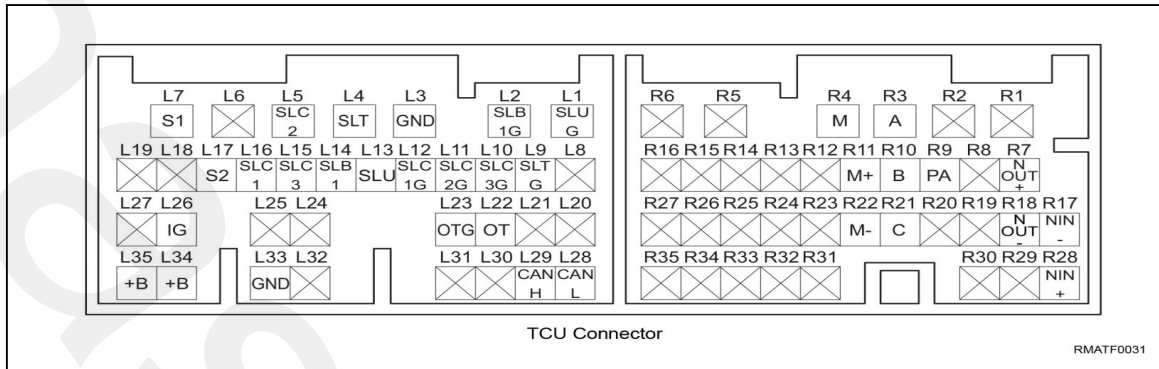 L7 L6 L5 L4 L3 L2 L1 R6 R5 R4 R3 R2 R1
S1 SLC 2 SLT GND SLB 1G SLU G M A
L19 L18 L17 L16 L15 L14 L13 L12 L11 L10 L9 L8 R16 R15 R14 R13 R12 R11 R10 R9 R8 R7
S2 SLC 1 SLC 3 SLB 1 SLU SLC 1G SLC 2G SLC 3G SLT G M+ B PA N OUT +
L27 L26 L25 L24 L23 L22 L21 L20 R27 R26 R25 R24 R23 R22 R21 R20 R19 R18 R17
IG OTG OT M- C N OUT - NIN -
L35 L34 L33 L32 L31 L30 L29 L28 R35 R34 R33 R32 R31 R30 R29 R28
+B +B GND CAN H CAN L NIN +
TCU Connector
RMATF0031